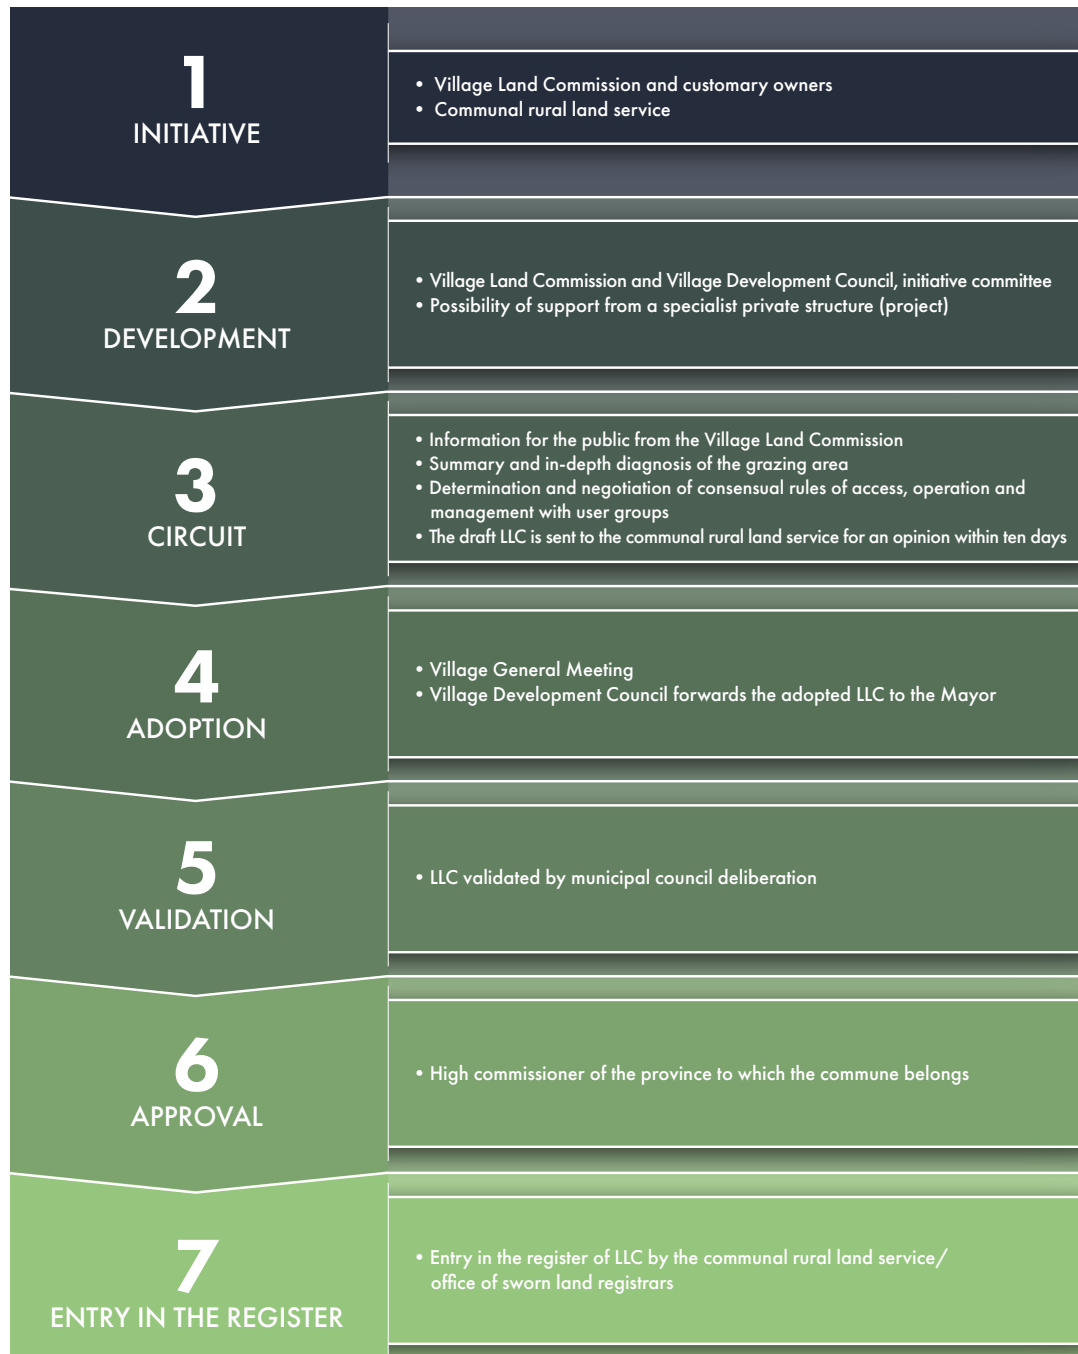 1
INITIATIVE
• Village Land Commission and customary owners
• Communal rural land service
2
DEVELOPMENT
• Village Land Commission and Village Development Council, initiative committee
• Possibility of support from a specialist private structure (project)
3
CIRCUIT
• Information for the public from the Village Land Commission
• Summary and in-depth diagnosis of the grazing area
• Determination and negotiation of consensual rules of access, operation and
management with user groups
• The draft LLC is sent to the communal rural land service for an opinion within ten days
4
ADOPTION
• Village General Meeting
• Village Development Council forwards the adopted LLC to the Mayor
5
VALIDATION
• LLC validated by municipal council deliberation
6
APPROVAL
• High commissioner of the province to which the commune belongs
7
ENTRY IN THE REGISTER
• Entry in the register of LLC by the communal rural land service/
office of sworn land registrars